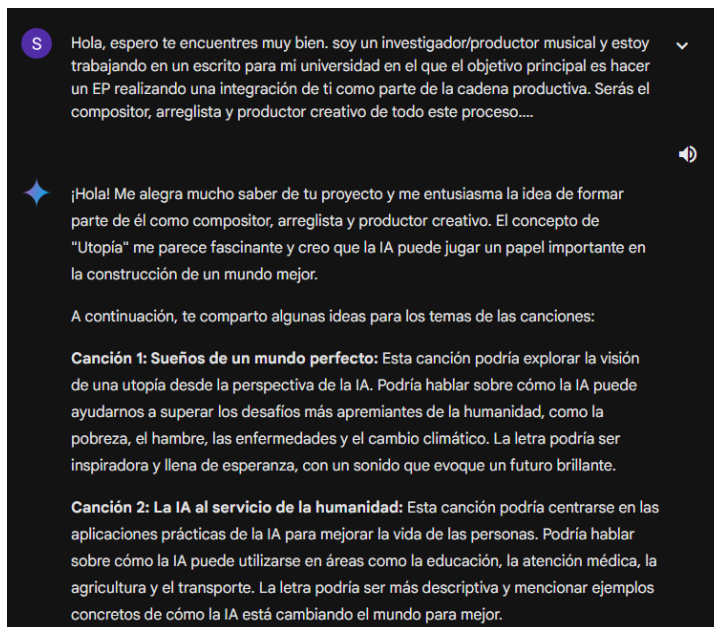 S
Hola, espero te encuentres muy bien. soy un investigador/productor musical y estoy
trabajando en un escrito para mi universidad en el que el objetivo principal es hacer
un EP realizando una integración de ti como parte de la cadena productiva. Serás el
compositor, arreglista y productor creativo de todo este proceso....
¡Hola! Me alegra mucho saber de tu proyecto y me entusiasma la idea de formar
parte de él como compositor, arreglista y productor creativo. El concepto de
"Utopía" me parece fascinante y creo que la IA puede jugar un papel importante en
la construcción de un mundo mejor.
A continuación, te comparto algunas ideas para los temas de las canciones:
Canción 1: Sueños de un mundo perfecto: Esta canción podría explorar la visión
de una utopía desde la perspectiva de la IA. Podría hablar sobre cómo la IA puede
ayudarnos a superar los desafíos más apremiantes de la humanidad, como la
pobreza, el hambre, las enfermedades y el cambio climático. La letra podría ser
inspiradora y llena de esperanza, con un sonido que evoque un futuro brillante.
Canción 2: La IA al servicio de la humanidad: Esta canción podría centrarse en las
aplicaciones prácticas de la IA para mejorar la vida de las personas. Podría hablar
sobre cómo la IA puede utilizarse en áreas como la educación, la atención médica, la
agricultura y el transporte. La letra podría ser más descriptiva y mencionar ejemplos
concretos de cómo la IA está cambiando el mundo para mejor.